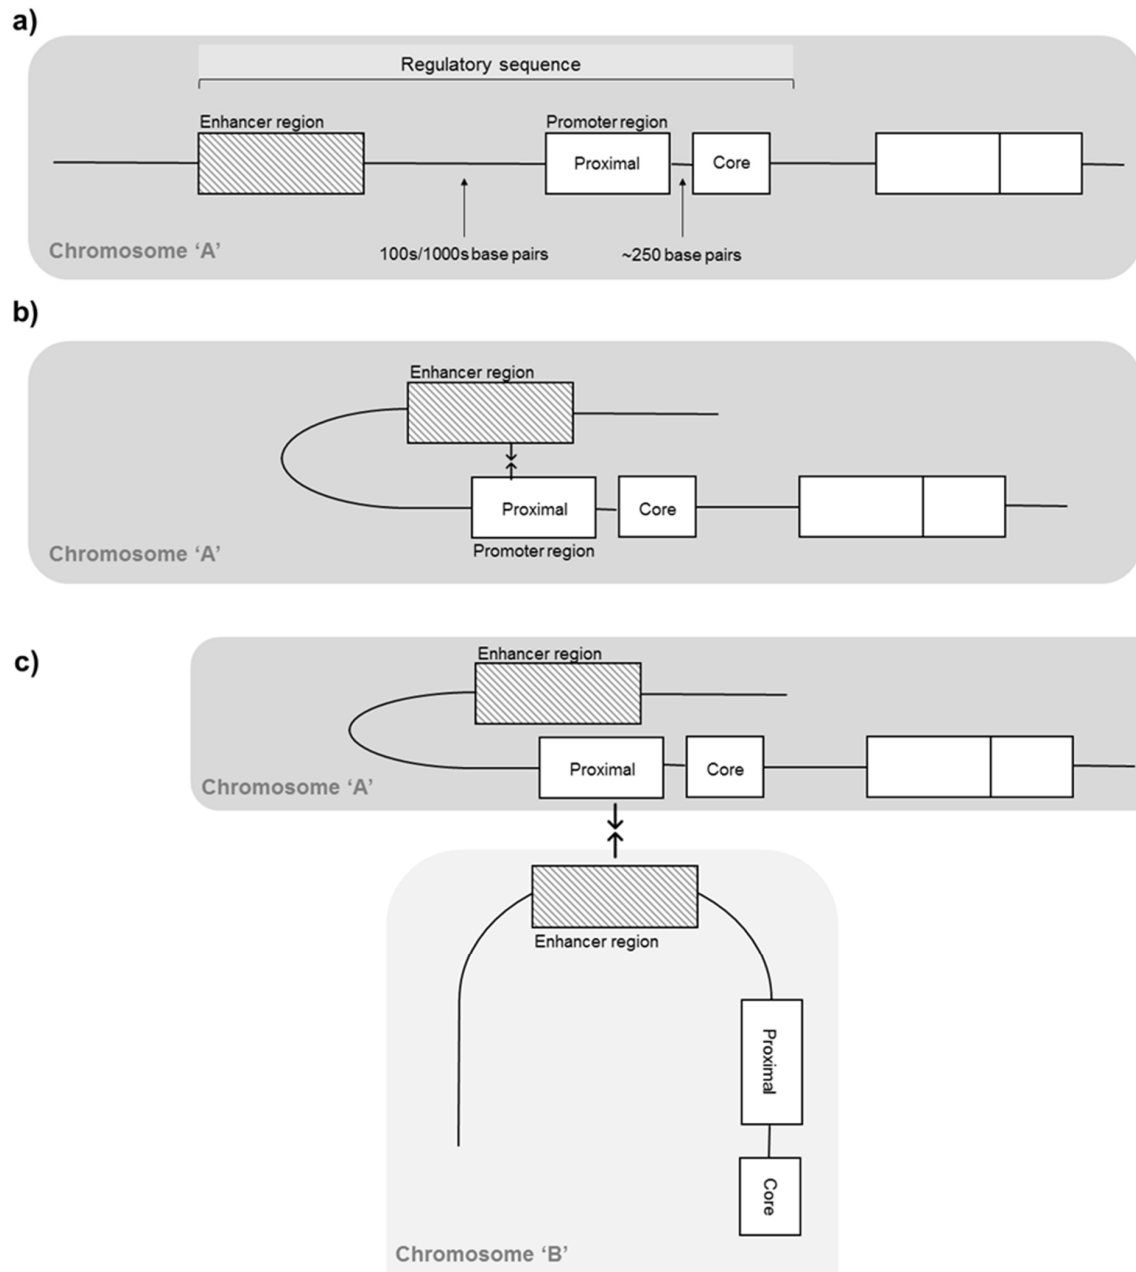 a)
Regulatory sequence
Enhancer region
Promoter region
Proximal
Core
Chromosome ‘A’
100s/1000s base pairs
~250 base pairs
b)
Enhancer region
Proximal
Core
Promoter region
Chromosome ‘A’
c)
Enhancer region
Proximal
Core
Chromosome ‘A’
Enhancer region
Proximal
Core
Chromosome ‘B’